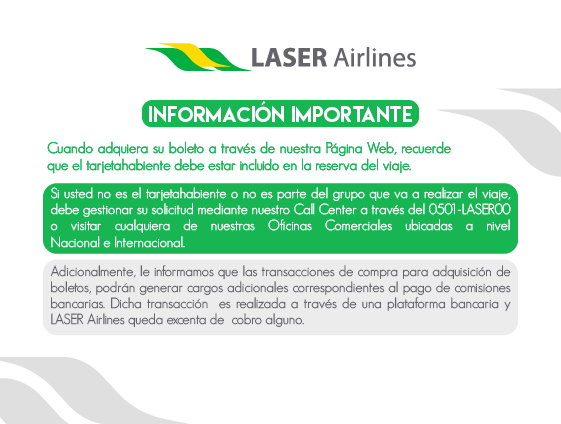 LASER Airlines
INFORMACIÓN IMPORTANTE
Cuando adquiera su boleto a través de nuestra Página Web, recuerde
que el tarjetahabiente debe estar incluido en la reserva del viaje.
Si usted no es el tarjetahabiente o no es parte del grupo que va a realizar el viaje,
debe gestionar su solicitud mediante nuestro Call Center a través del 0501-LASER00
o visitar cualquiera de nuestras Oficinas Comerciales ubicadas a nivel
Nacional e Internacional.
Adicionalmente, le informamos que las transacciones de compra para adquisición de
boletos, podrán generar cargos adicionales correspondientes al pago de comisiones
bancarias. Dicha transacción es realizada a través de una plataforma bancaria y
LASER Airlines queda excenta de cobro alguno.